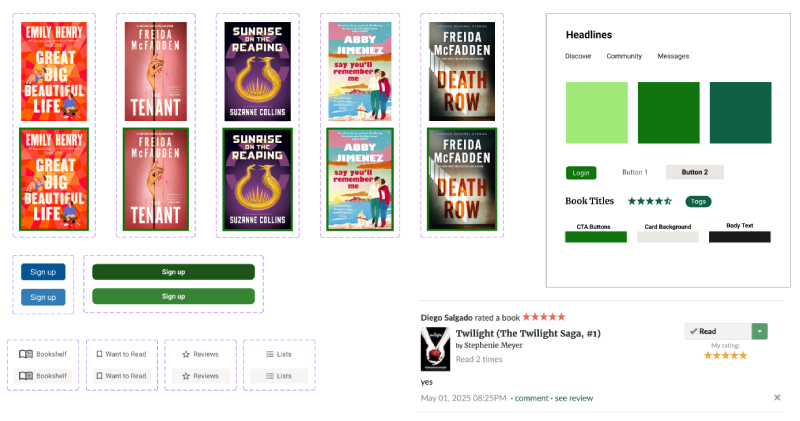 EMILY HENRY
GREAT
BIG
BEAUTIFUL
LIFE
FREIDA
McFADDEN
THE
TENANT
SUNRISE
ON THE
REAPING
SUZANNE COLLINS
ABBY
JIMENEZ
say you'll
remember
me
FREIDA
McFADDEN
DEATH
ROW
EMILY HENRY
GREAT
BIG
BEAUTIFUL
LIFE
FREIDA
McFADDEN
THE
TENANT
SUNRISE
ON THE
REAPING
SUZANNE COLLINS
ABBY
JIMENEZ
say you'll
remember
me
FREIDA
McFADDEN
DEATH
ROW
Headlines
Discover Community Messages
Login Button 1 Button 2
Book Titles Tags
CTA Buttons Card Background Body Text
Sign up
Sign up
Sign up
Sign up
Bookshelf Want to Read Reviews Lists
Bookshelf Want to Read Reviews Lists
Diego Salgado rated a book
Twilight (The Twilight Saga, #1)
by Stephenie Meyer
Read 2 times
Read
My rating:
yes
May 01, 2025 08:25PM · comment · see review